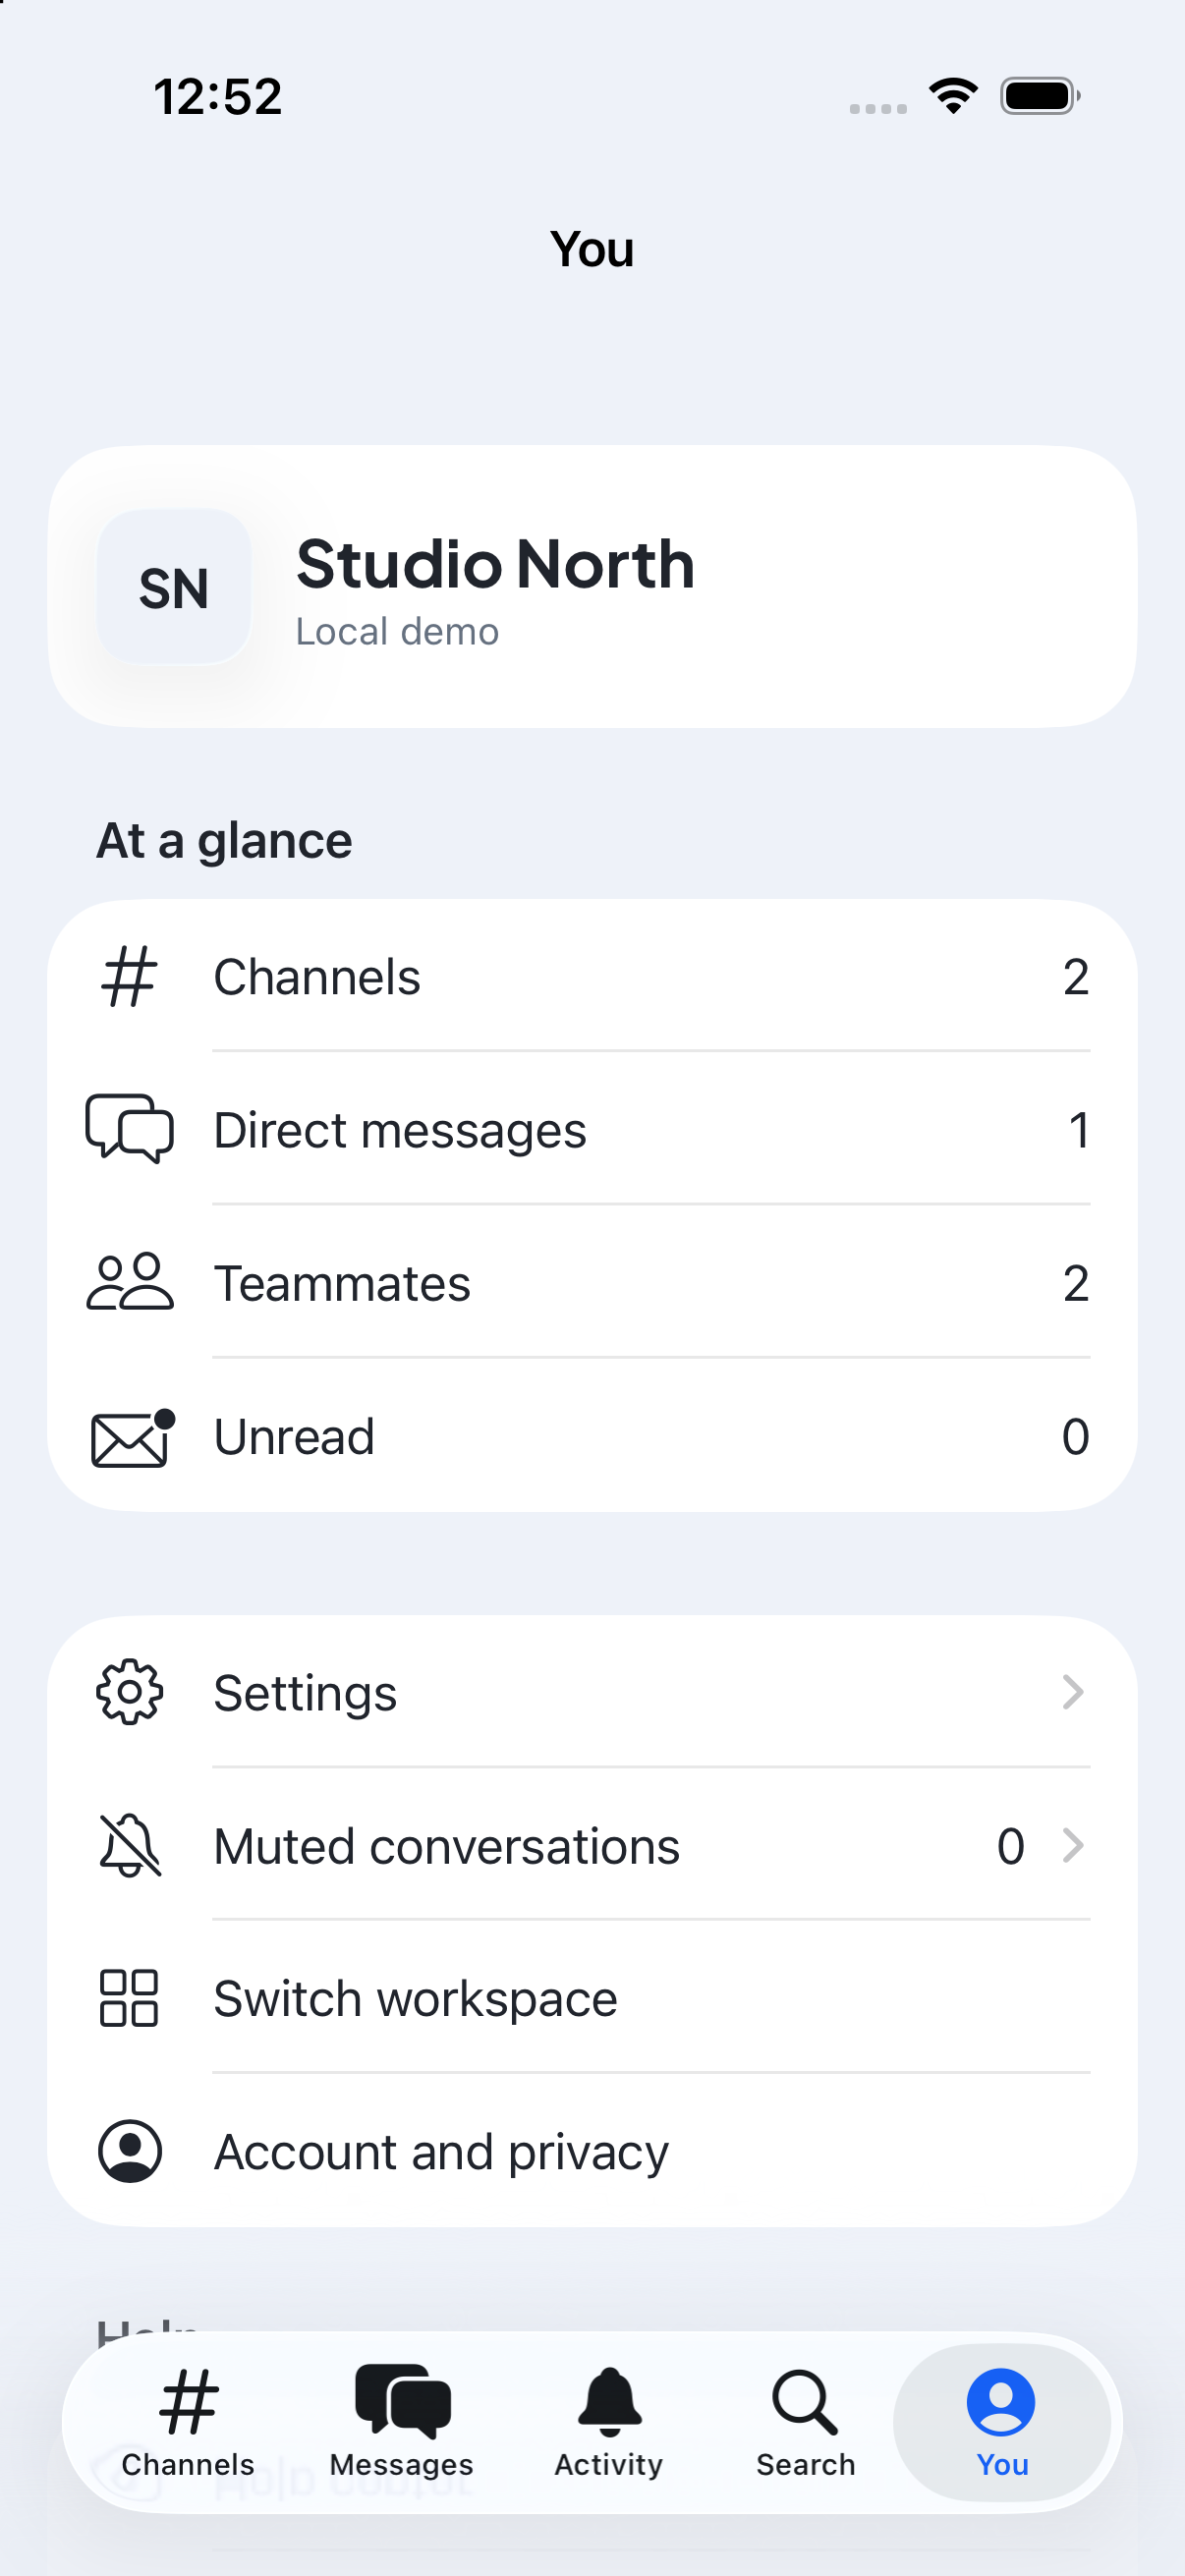 12:52
You
SN
Studio North
Local demo
At a glance
# Channels 2
Direct messages 1
Teammates 2
Unread 0
Settings
Muted conversations 0
Switch workspace
Account and privacy
Help
Channels Messages Activity Search You